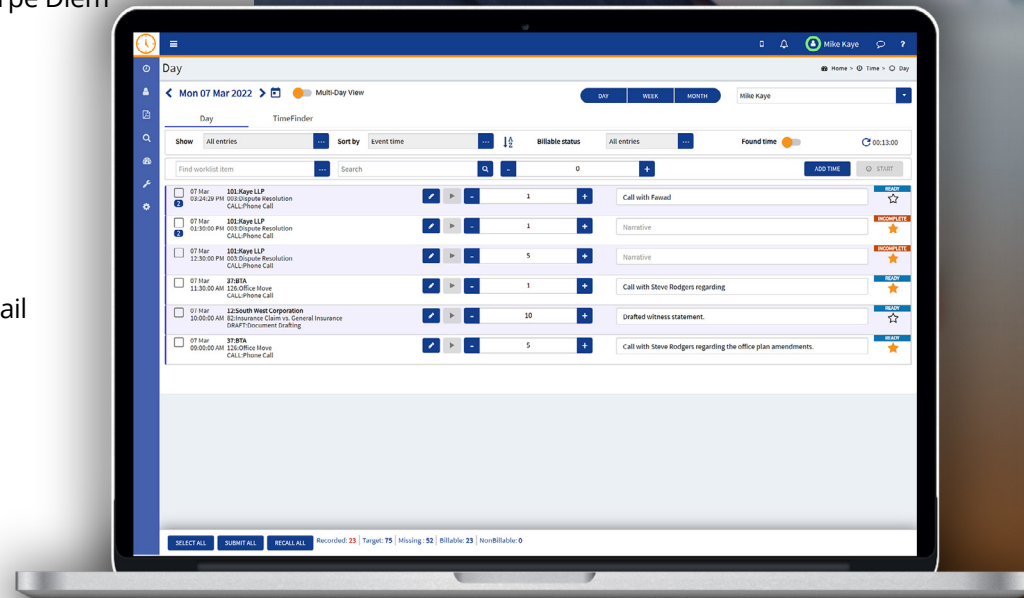 rpe Diem
Mike Kaye
?
Day
Home > Time > Day
Mon 07 Mar 2022
Multi-Day View
DAY
WEEK
MONTH
Mike Kaye
Day
TimeFinder
Show
All entries
...
Sort by
Event time
...
Billable status
All entries
...
Found time
00:13:00
Find worklist item
...
Search
-
0
+
ADD TIME
START
07 Mar
03:24:29 PM
2
101:Kaye LLP
003:Dispute Resolution
CALL:Phone Call
-
1
+
Call with Fawad
READY
07 Mar
01:30:00 PM
2
101:Kaye LLP
003:Dispute Resolution
CALL:Phone Call
-
1
+
Narrative
INCOMPLETE
07 Mar
12:30:00 PM
101:Kaye LLP
003:Dispute Resolution
CALL:Phone Call
-
5
+
Narrative
INCOMPLETE
07 Mar
11:30:00 AM
37:BTA
126:Office Move
CALL:Phone Call
-
1
+
Call with Steve Rodgers regarding
READY
ail
07 Mar
10:00:00 AM
12:South West Corporation
82:Insurance Claim vs. General Insurance
DRAFT:Document Drafting
-
10
+
Drafted witness statement.
READY
07 Mar
09:00:00 AM
37:BTA
126:Office Move
CALL:Phone Call
-
5
+
Call with Steve Rodgers regarding the office plan amendments.
READY
SELECT ALL
SUBMIT ALL
RECALL ALL
Recorded: 23 | Target: 75 | Missing : 52 | Billable: 23 | NonBillable: 0